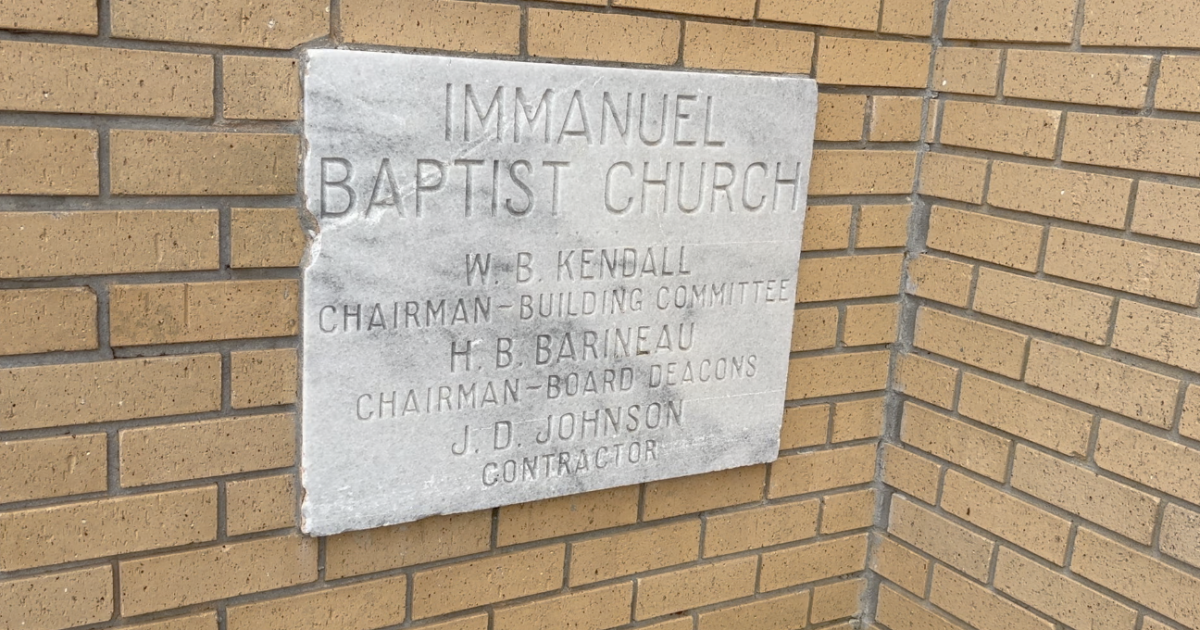 IMMANUEL
BAPTIST CHURCH
W. B. KENDALL
CHAIRMAN-BUILDING COMMITTEE
H. B. BARINEAU
CHAIRMAN-BOARD DEACONS
J. D. JOHNSON
CONTRACTOR